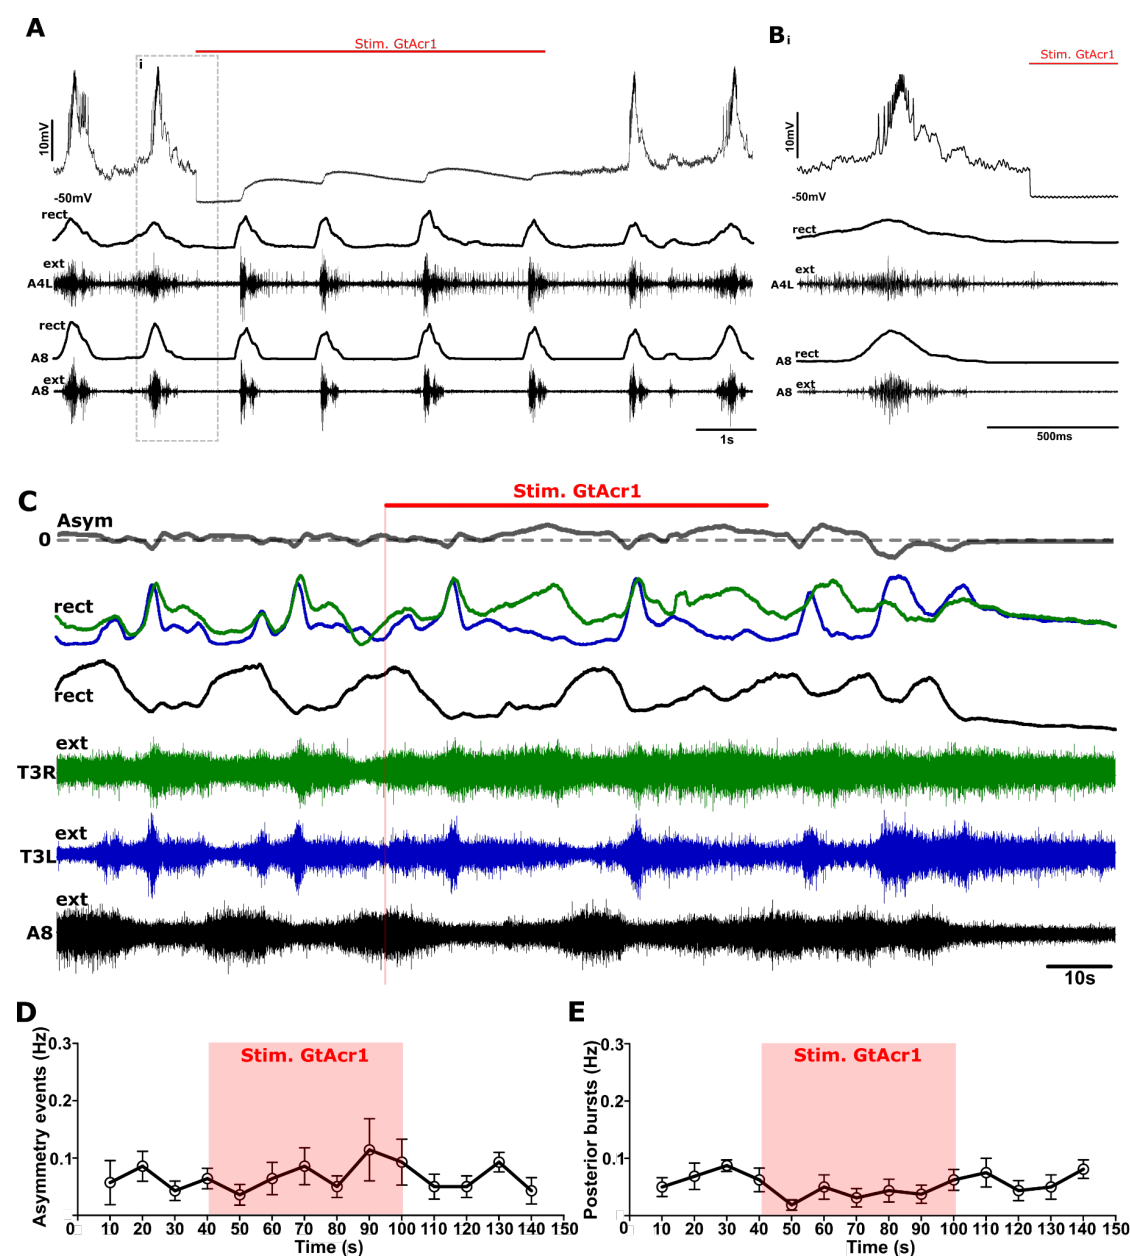 A
Stim. GtAcr1
i
10mV
-50mV
rect
ext
A4L
rect
A8
ext
A8
1s
B i
Stim. GtAcr1
10mV
-50mV
rect
ext
A4L
A8 rect
A8 ext
500ms
C
Stim. GtAcr1
Asym
0
rect
rect
ext
T3R
ext
T3L
ext
A8
10s
D
Asymmetry events (Hz)
0.3
0.2
0.1
Stim. GtAcr1
0 10 20 30 40 50 60 70 80 90 100 110 120 130 140 150
Time (s)
E
Posterior bursts (Hz)
0.3
0.2
0.1
Stim. GtAcr1
0 10 20 30 40 50 60 70 80 90 100 110 120 130 140 150
Time (s)